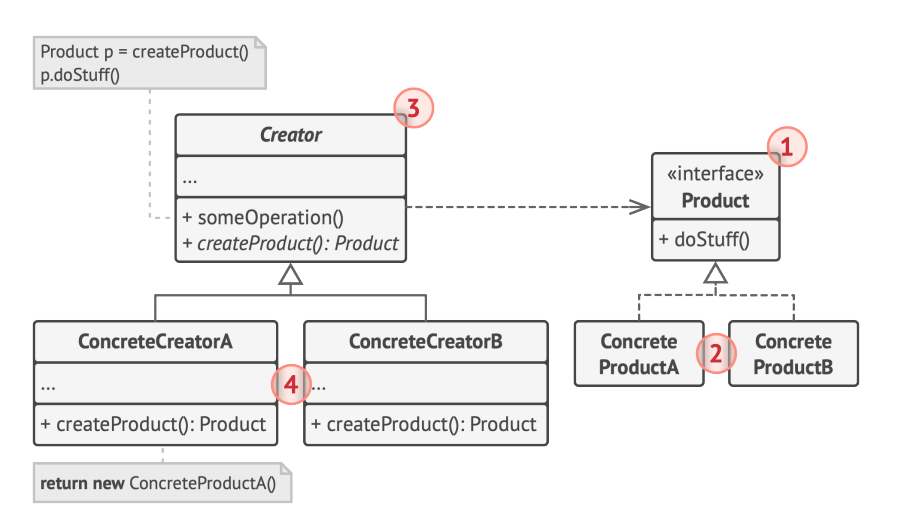 Product p = createProduct()
p.doStuff()
3
Creator
...
+ someOperation()
+ createProduct(): Product
1
«interface»
Product
+ doStuff()
ConcreteCreatorA
...
+ createProduct(): Product
4
ConcreteCreatorB
...
+ createProduct(): Product
Concrete
ProductA
2
Concrete
ProductB
return new ConcreteProductA()